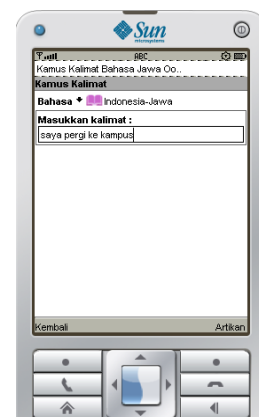 Sun
microsystems
ABC
Kamus Kalimat Bahasa Jawa Oo..
Kamus Kalimat
Bahasa Indonesia-Jawa
Masukkan kalimat :
saya pergi ke kampus
Kembali Artikan